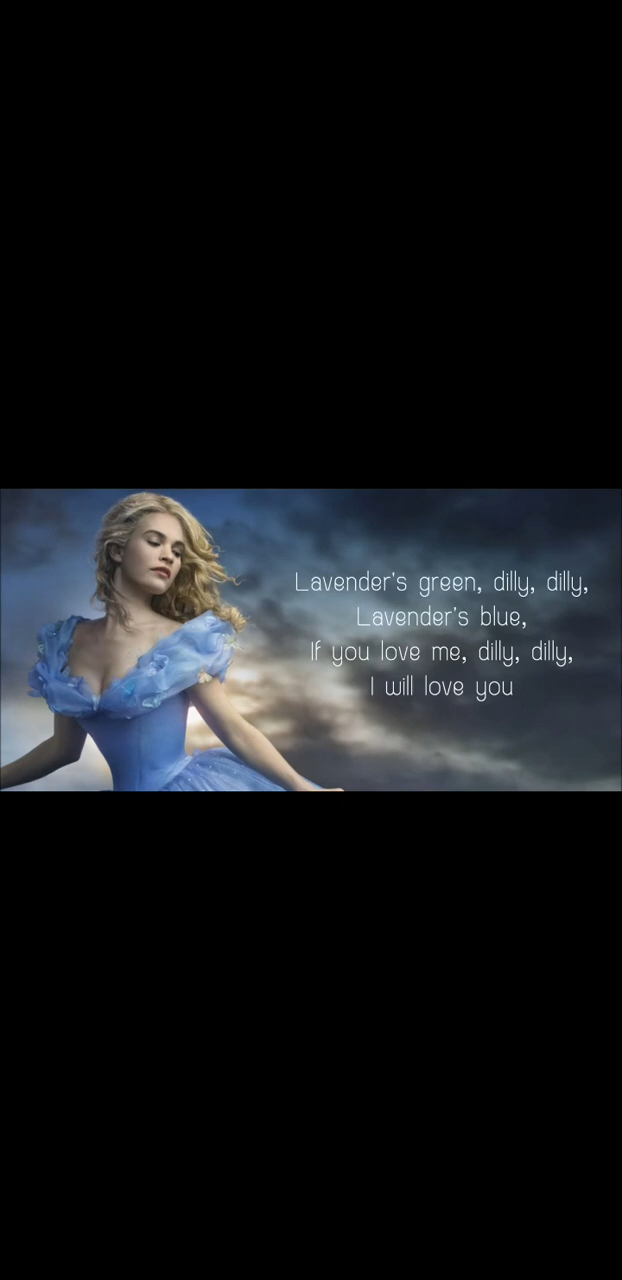 Lavender's green, dilly, dilly,
Lavender's blue,
If you love me, dilly, dilly,
I will love you